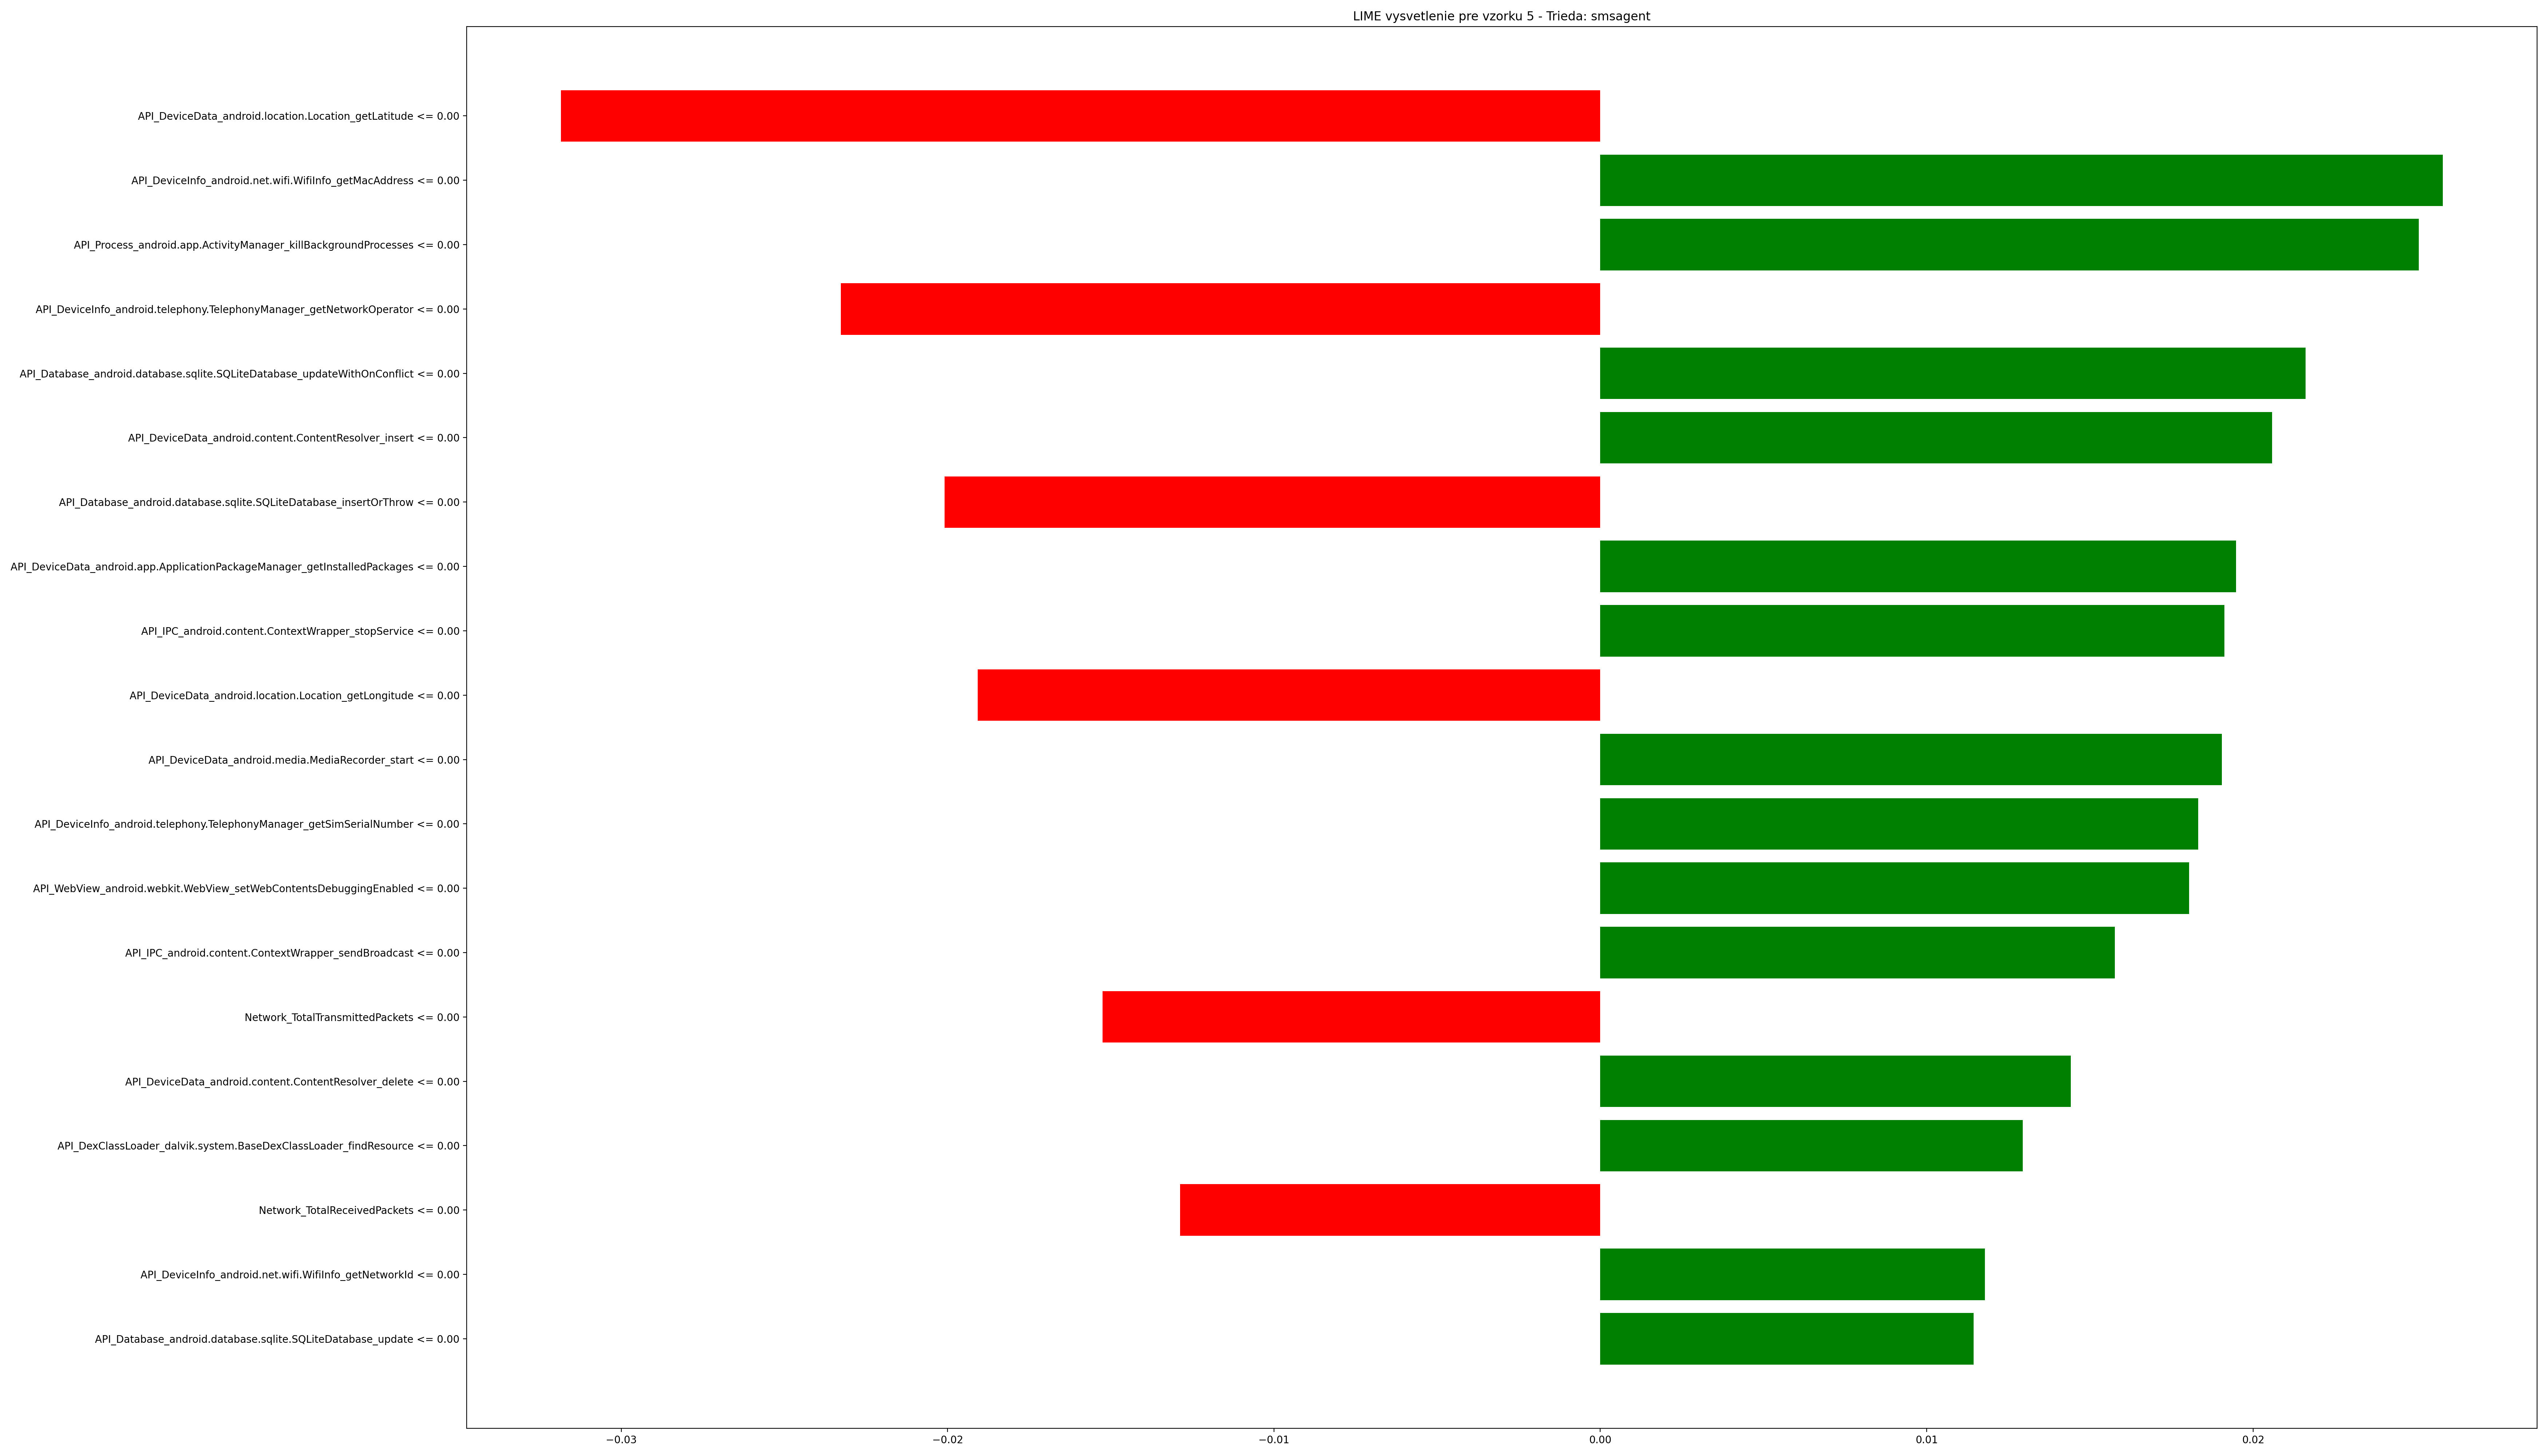 LIME vysvetlenie pre vzorku 5 - Trieda: smsagent
API_DeviceData_android.location.Location_getLatitude <= 0.00
API_DeviceInfo_android.net.wifi.WifiInfo_getMacAddress <= 0.00
API_Process_android.app.ActivityManager_killBackgroundProcesses <= 0.00
API_DeviceInfo_android.telephony.TelephonyManager_getNetworkOperator <= 0.00
API_Database_android.database.sqlite.SQLiteDatabase_updateWithOnConflict <= 0.00
API_DeviceData_android.content.ContentResolver_insert <= 0.00
API_Database_android.database.sqlite.SQLiteDatabase_insertOrThrow <= 0.00
API_DeviceData_android.app.ApplicationPackageManager_getInstalledPackages <= 0.00
API_IPC_android.content.ContextWrapper_stopService <= 0.00
API_DeviceData_android.location.Location_getLongitude <= 0.00
API_DeviceData_android.media.MediaRecorder_start <= 0.00
API_DeviceInfo_android.telephony.TelephonyManager_getSimSerialNumber <= 0.00
API_WebView_android.webkit.WebView_setWebContentsDebuggingEnabled <= 0.00
API_IPC_android.content.ContextWrapper_sendBroadcast <= 0.00
Network_TotalTransmittedPackets <= 0.00
API_DeviceData_android.content.ContentResolver_delete <= 0.00
API_DexClassLoader_dalvik.system.BaseDexClassLoader_findResource <= 0.00
Network_TotalReceivedPackets <= 0.00
API_DeviceInfo_android.net.wifi.WifiInfo_getNetworkId <= 0.00
API_Database_android.database.sqlite.SQLiteDatabase_update <= 0.00
−0.03 −0.02 −0.01 0.00 0.01 0.02